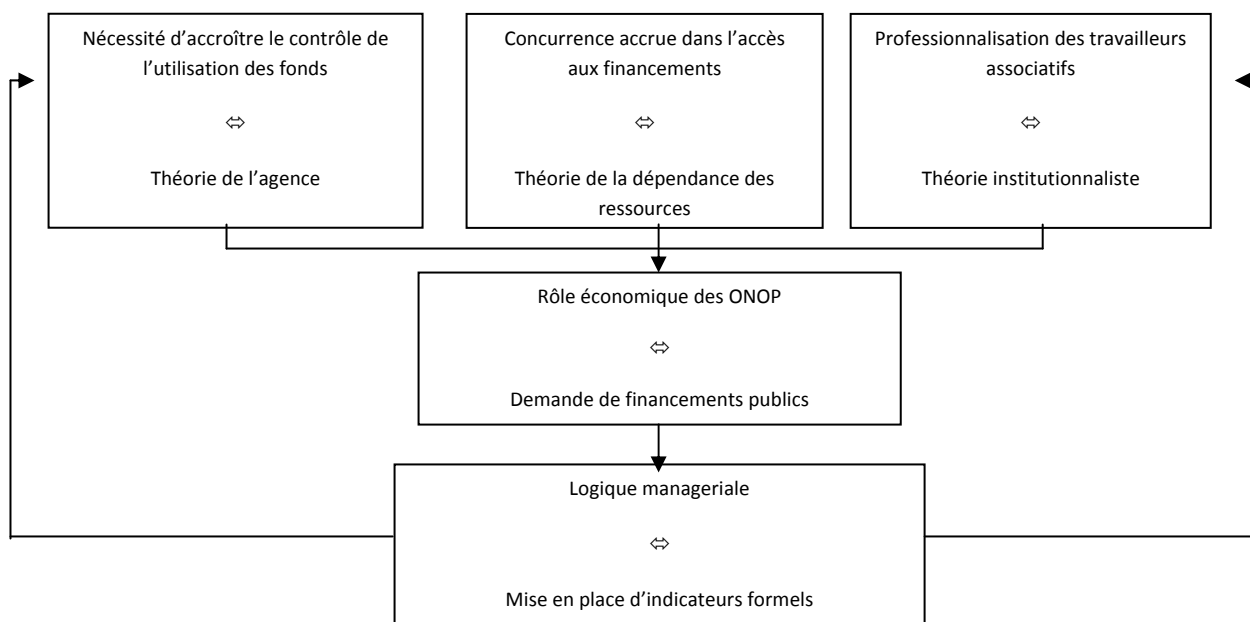 Nécessité d’accroître le contrôle de
l’utilisation des fonds
⇔
Théorie de l’agence
Concurrence accrue dans l’accès
aux financements
⇔
Théorie de la dépendance des
ressources
Professionnalisation des travailleurs
associatifs
⇔
Théorie institutionnaliste
Rôle économique des ONOP
⇔
Demande de financements publics
Logique manageriale
⇔
Mise en place d’indicateurs formels